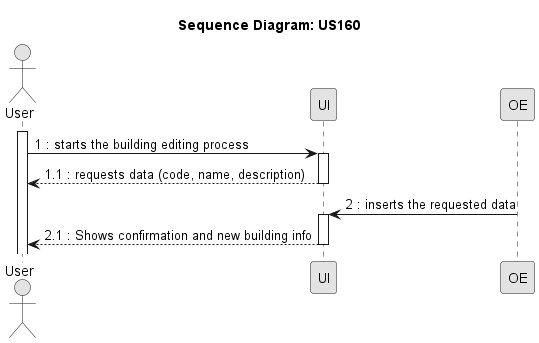 Sequence Diagram: US160
User
UI
OE
1 : starts the building editing process
1.1 : requests data (code, name, description)
2 : inserts the requested data
2.1 : Shows confirmation and new building info
User
UI
OE